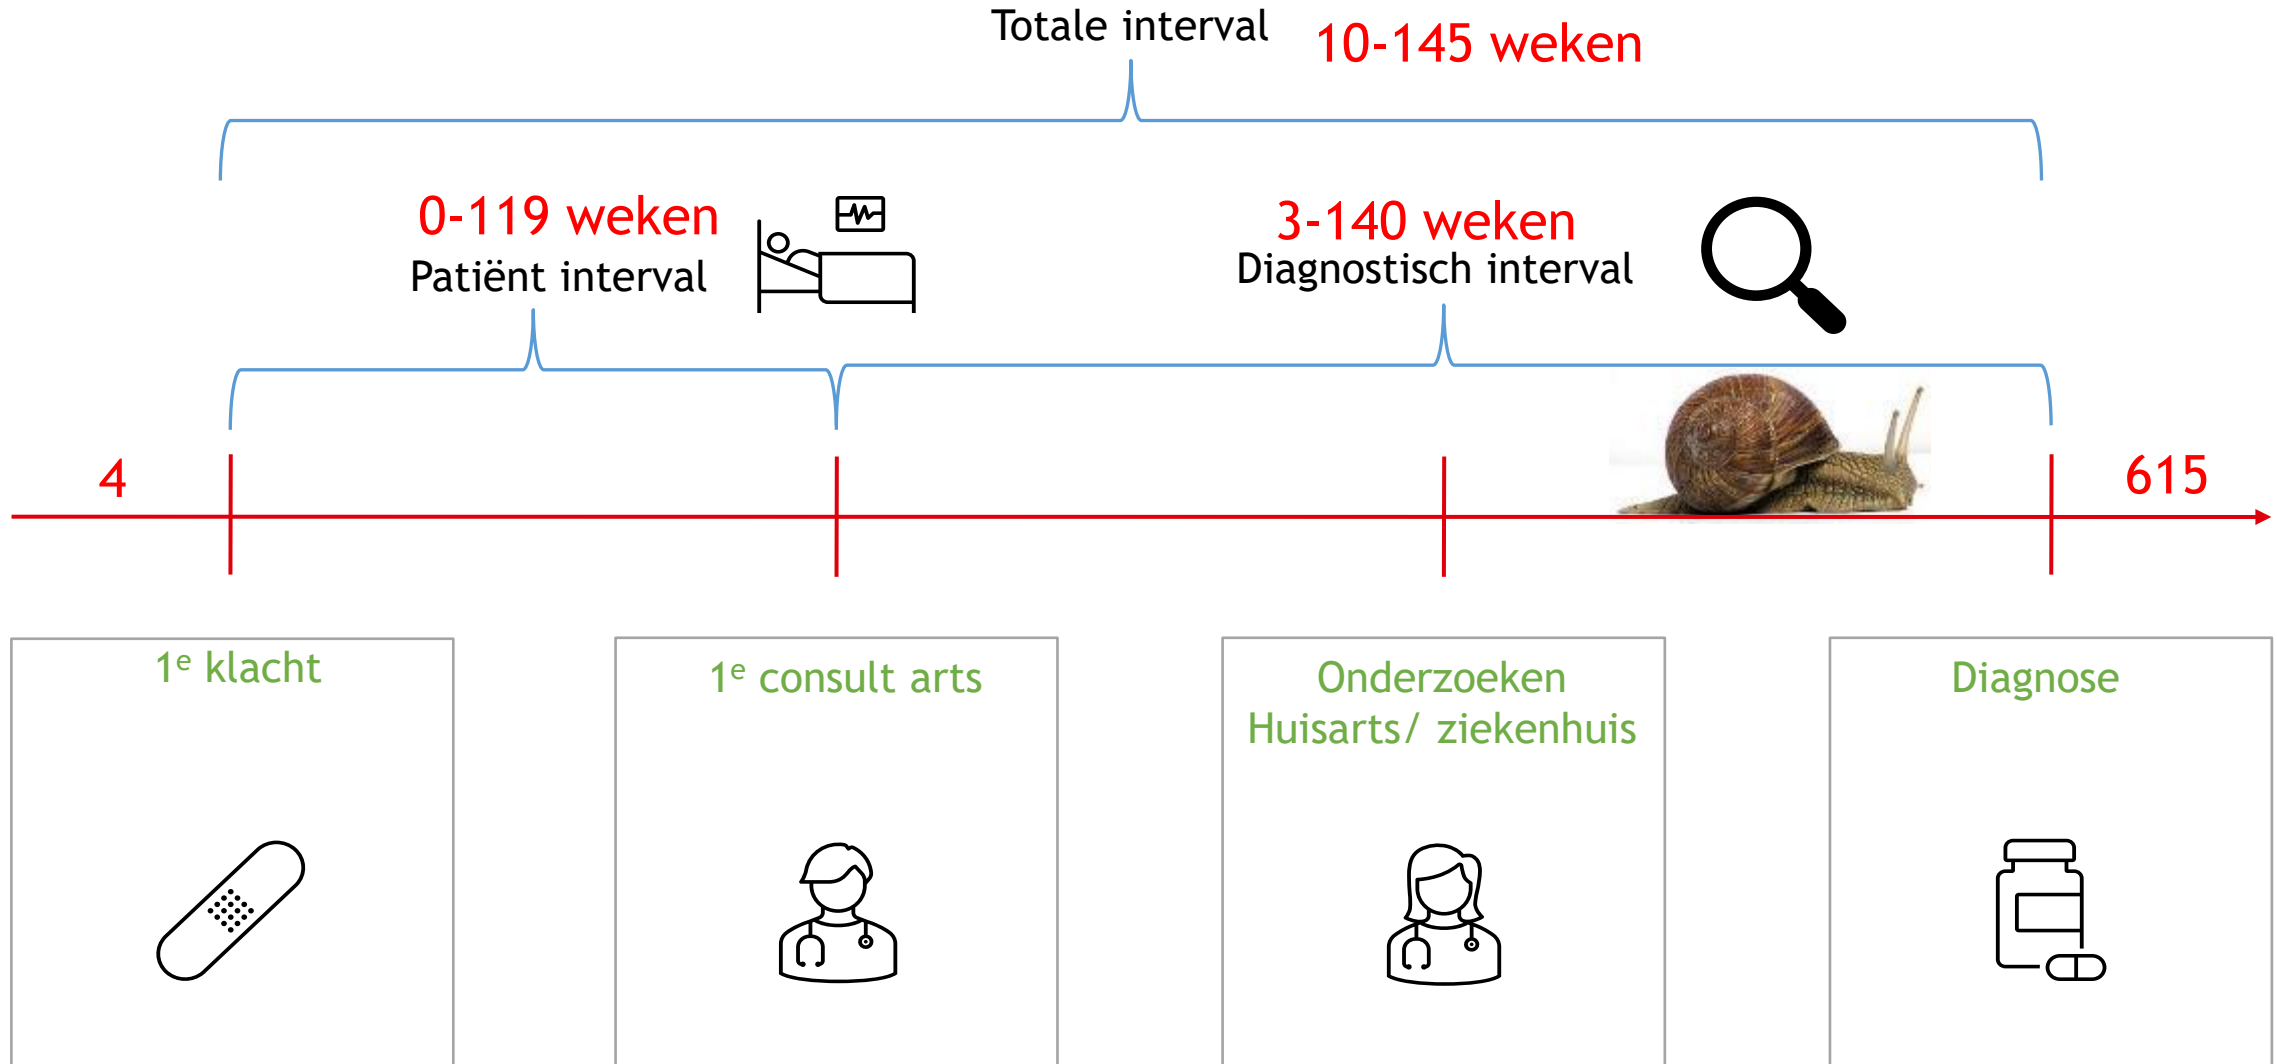 Totale interval 10-145 weken
0-119 weken
Patiënt interval
3-140 weken
Diagnostisch interval
4
615
1e klacht
1e consult arts
Onderzoeken
Huisarts/ ziekenhuis
Diagnose